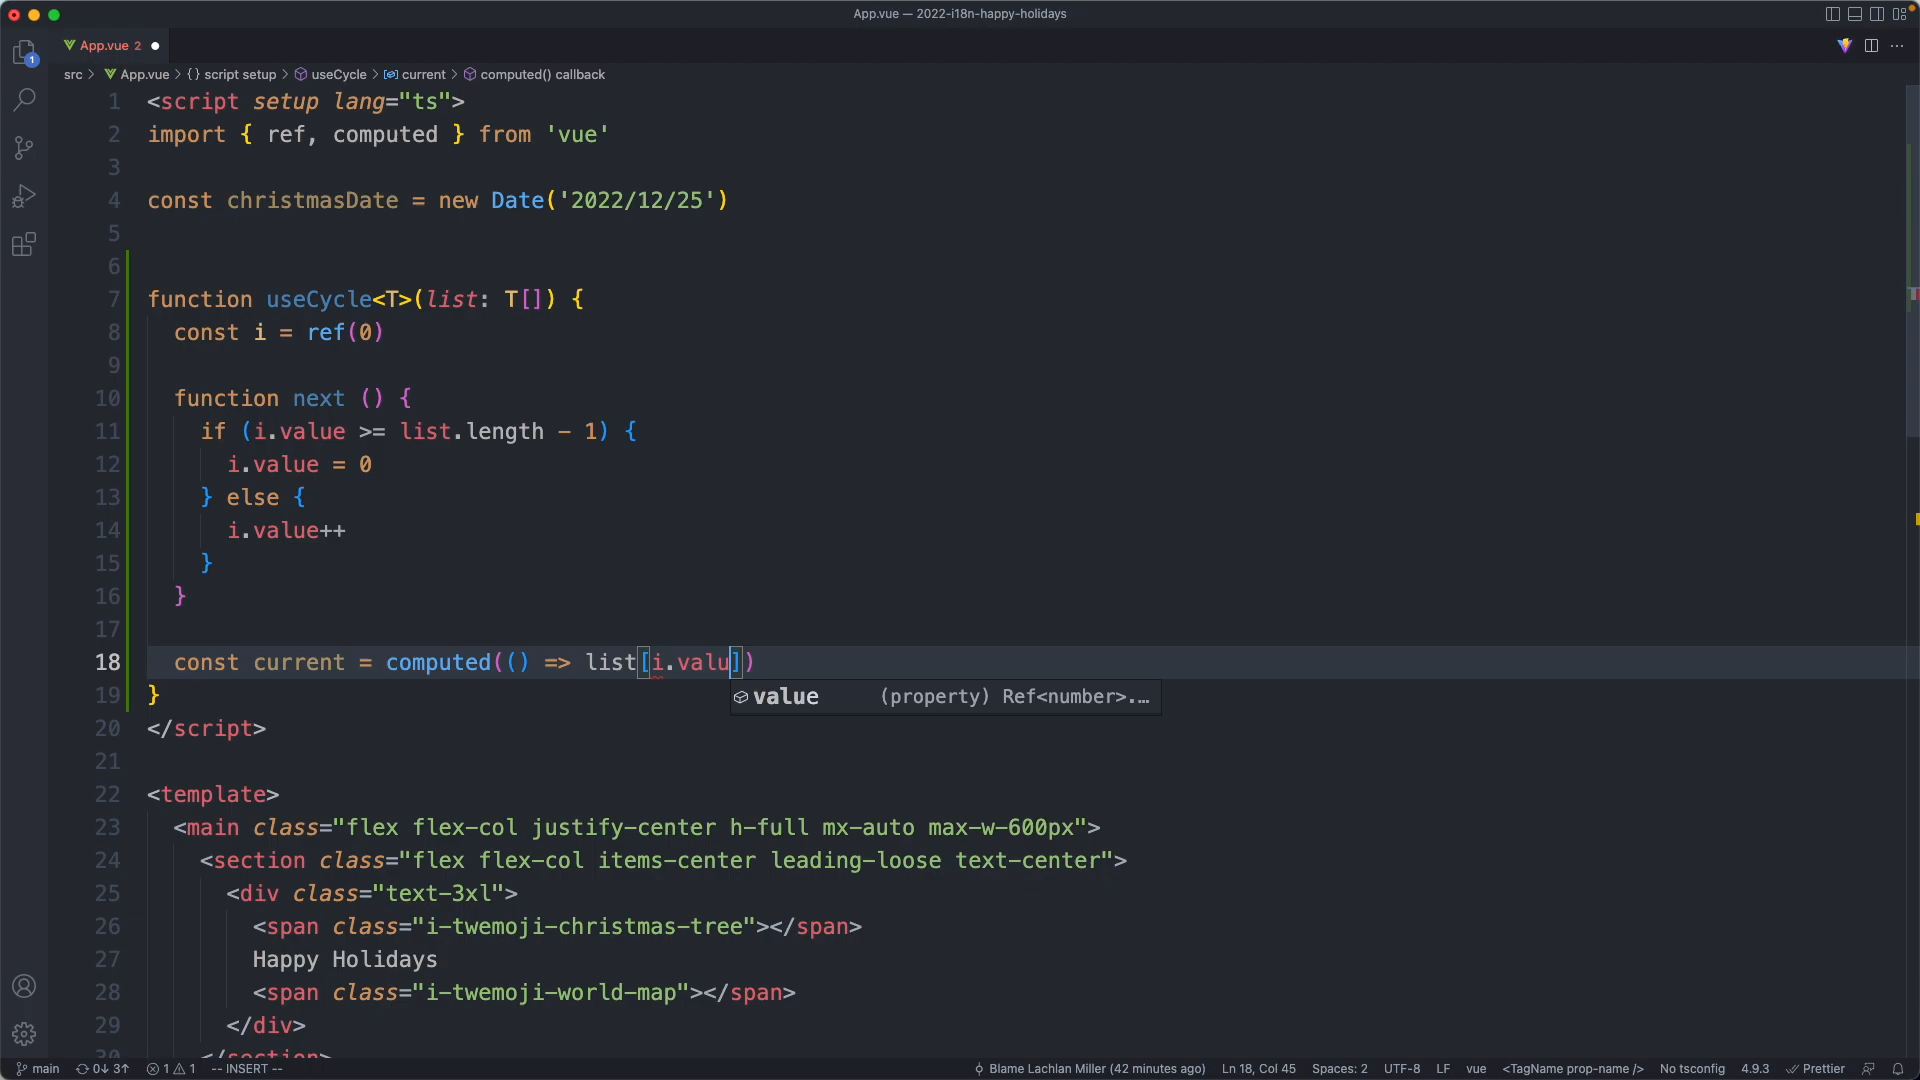 App.vue — 2022-i18n-happy-holidays
App.vue 2
1
src > App.vue > {} script setup > useCycle > current > computed() callback
1 <script setup lang="ts">
2 import { ref, computed } from 'vue'
3
4 const christmasDate = new Date('2022/12/25')
5
6
7 function useCycle<T>(list: T[]) {
8 const i = ref(0)
9
10 function next () {
11 if (i.value >= list.length - 1) {
12 i.value = 0
13 } else {
14 i.value++
15 }
16 }
17
18 const current = computed(() => list[i.valu])
value (property) Ref<number>.…
19 }
20 </script>
21
22 <template>
23 <main class="flex flex-col justify-center h-full mx-auto max-w-600px">
24 <section class="flex flex-col items-center leading-loose text-center">
25 <div class="text-3xl">
26 <span class="i-twemoji-christmas-tree"></span>
27 Happy Holidays
28 <span class="i-twemoji-world-map"></span>
29 </div>
30 </section>
main 0↓ 3↑ 1 1 -- INSERT -- Blame Lachlan Miller (42 minutes ago) Ln 18, Col 45 Spaces: 2 UTF-8 LF vue <TagName prop-name /> No tsconfig 4.9.3 Prettier